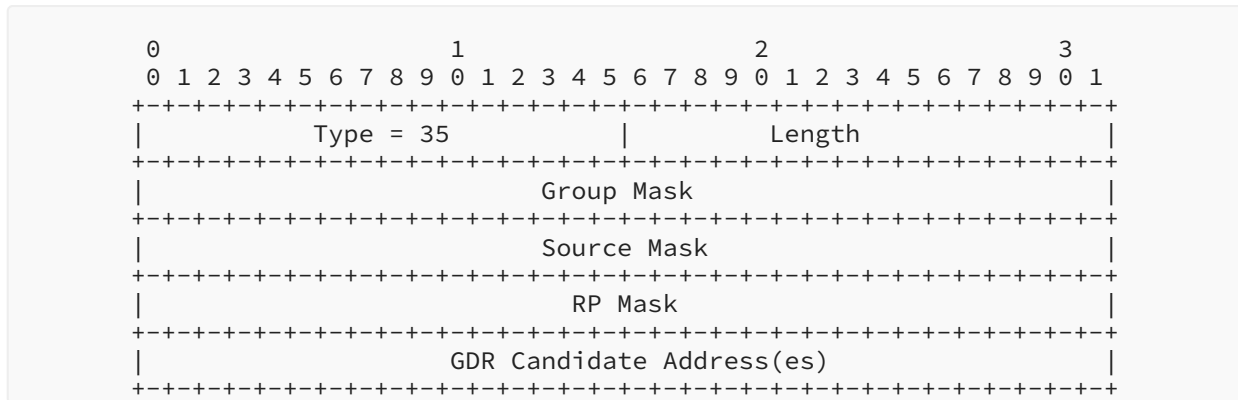 0                   1                   2                   3
 0 1 2 3 4 5 6 7 8 9 0 1 2 3 4 5 6 7 8 9 0 1 2 3 4 5 6 7 8 9 0 1
+-+-+-+-+-+-+-+-+-+-+-+-+-+-+-+-+-+-+-+-+-+-+-+-+-+-+-+-+-+-+-+-+
|           Type = 35           |         Length                |
+-+-+-+-+-+-+-+-+-+-+-+-+-+-+-+-+-+-+-+-+-+-+-+-+-+-+-+-+-+-+-+-+
|                          Group Mask                           |
+-+-+-+-+-+-+-+-+-+-+-+-+-+-+-+-+-+-+-+-+-+-+-+-+-+-+-+-+-+-+-+-+
|                          Source Mask                          |
+-+-+-+-+-+-+-+-+-+-+-+-+-+-+-+-+-+-+-+-+-+-+-+-+-+-+-+-+-+-+-+-+
|                            RP Mask                            |
+-+-+-+-+-+-+-+-+-+-+-+-+-+-+-+-+-+-+-+-+-+-+-+-+-+-+-+-+-+-+-+-+
|                    GDR Candidate Address(es)                  |
+-+-+-+-+-+-+-+-+-+-+-+-+-+-+-+-+-+-+-+-+-+-+-+-+-+-+-+-+-+-+-+-+